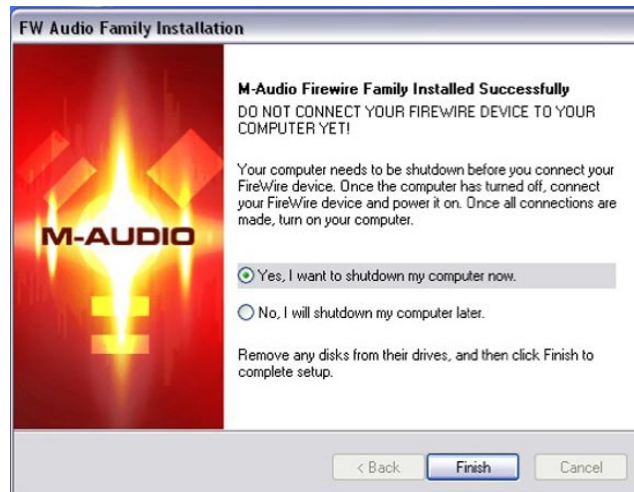 FW Audio Family Installation
M-AUDIO
M-Audio Firewire Family Installed Successfully
DO NOT CONNECT YOUR FIREWIRE DEVICE TO YOUR
COMPUTER YET!
Your computer needs to be shutdown before you connect your
FireWire device. Once the computer has turned off, connect
your FireWire device and power it on. Once all connections are
made, turn on your computer.
Yes, I want to shutdown my computer now.
No, I will shutdown my computer later.
Remove any disks from their drives, and then click Finish to
complete setup.
< Back Finish Cancel